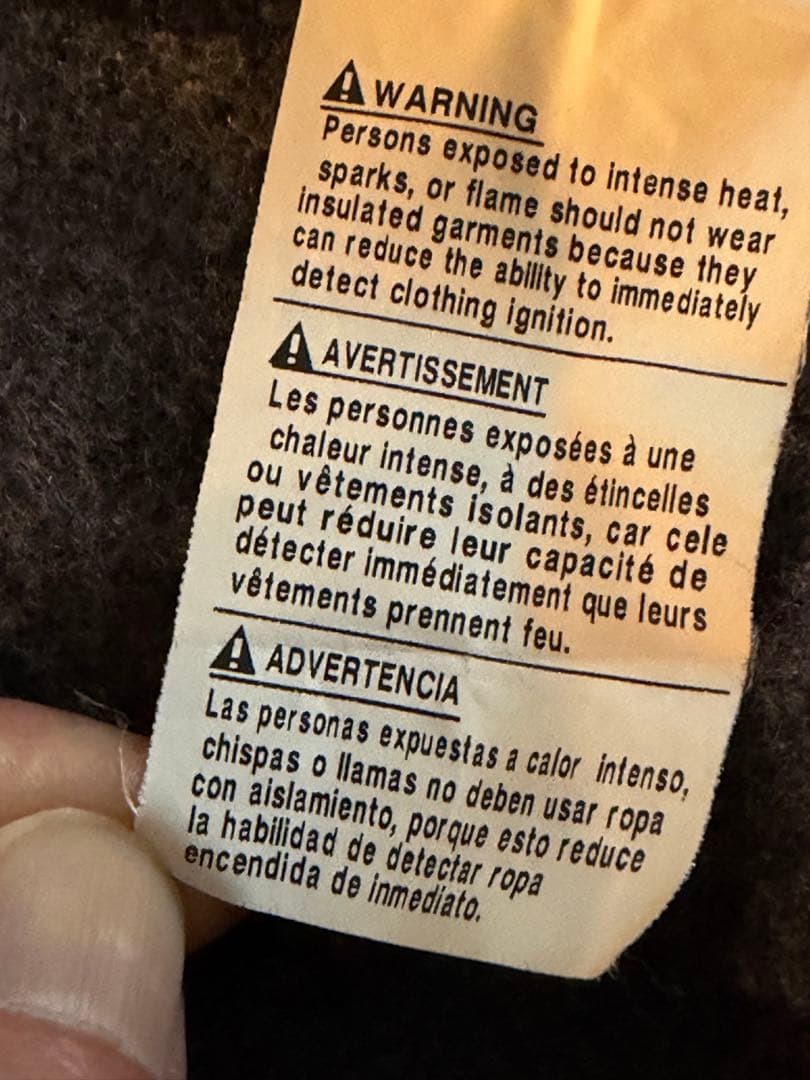 WARNING
Persons exposed to intense heat,
sparks, or flame should not wear
insulated garments because they
can reduce the ability to immediately
detect clothing ignition.
AVERTISSEMENT
Les personnes exposées à une
chaleur intense, à des étincelles
ou vêtements isolants, car cele
peut réduire leur capacité de
détecter immédiatement que leurs
vêtements prennent feu.
ADVERTENCIA
Las personas expuestas a calor intenso,
chispas o llamas no deben usar ropa
con aislamiento, porque esto reduce
la habilidad de detectar ropa
encendida de inmediato.